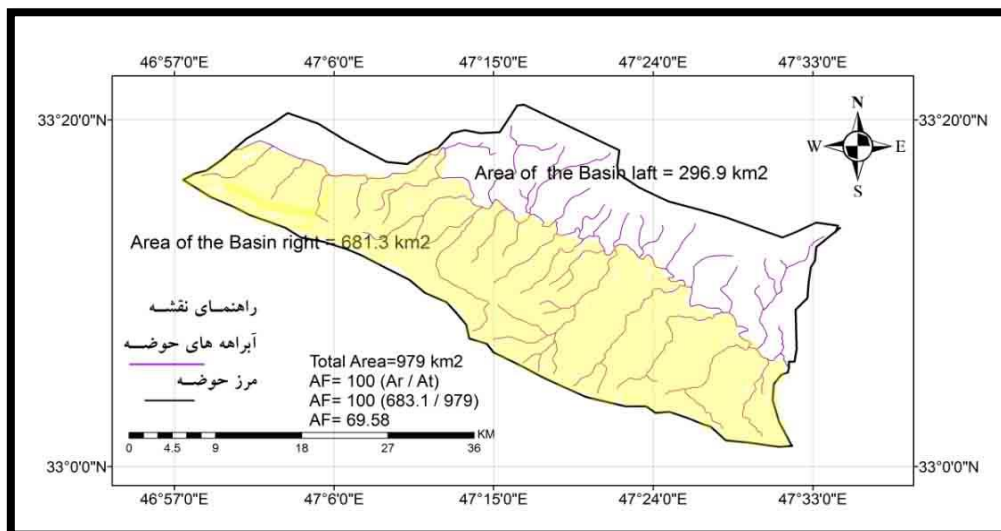 46°57'0"E 47°6'0"E 47°15'0"E 47°24'0"E 47°33'0"E
33°20'0"N 33°20'0"N
N
W E
S
Area of the Basin laft = 296.9 km2
Area of the Basin right = 681.3 km2
راهنمای نقشه
آبراهه های حوضه
مرز حوضه
Total Area=979 km2
AF= 100 (Ar / At)
AF= 100 (683.1 / 979)
AF= 69.58
KM
0 4.5 9 18 27 36
33°0'0"N 33°0'0"N
46°57'0"E 47°6'0"E 47°15'0"E 47°24'0"E 47°33'0"E